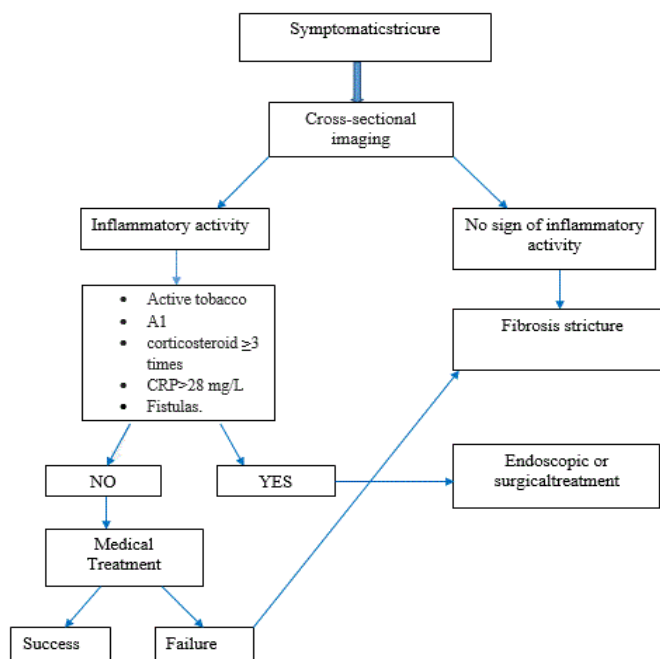 Symptomaticstricure
Cross-sectional
imaging
Inflammatory activity
No sign of inflammatory
activity
• Active tobacco
• A1
• corticosteroid ≥3
times
• CRP>28 mg/L
• Fistulas.
Fibrosis stricture
NO
YES
Endoscopic or
surgicaltreatment
Medical
Treatment
Success
Failure